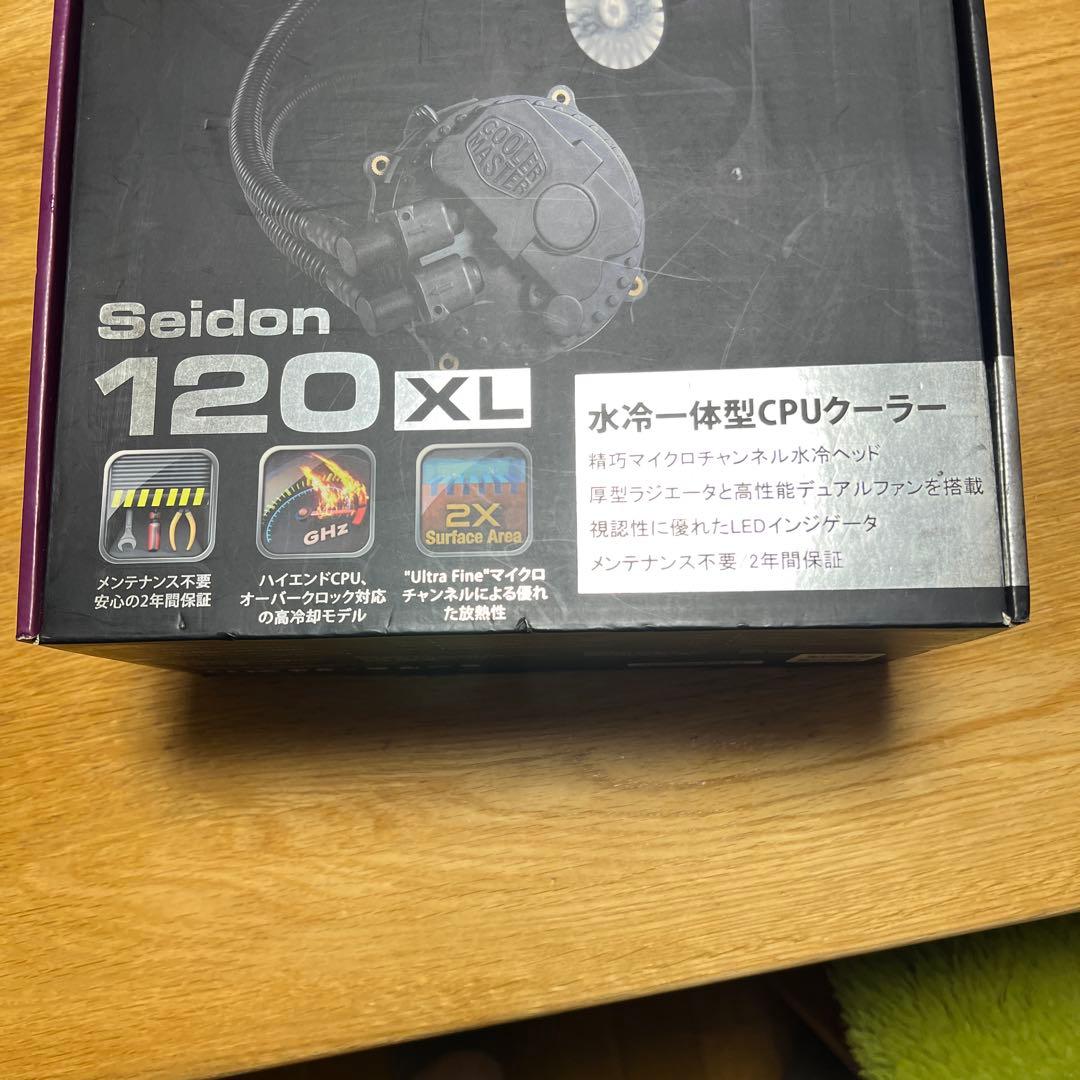 COOLER
MASTER
Seidon
120 XL
水冷一体型CPUクーラー
精巧マイクロチャンネル水冷ヘッド
厚型ラジエータと高性能デュアルファンを搭載
視認性に優れたLEDインジゲータ
メンテナンス不要/2年間保証
GHz
2X
Surface Area
メンテナンス不要
安心の2年間保証
ハイエンドCPU、
オーバークロック対応
の高冷却モデル
"Ultra Fine"マイクロ
チャンネルによる優れ
た放熱性